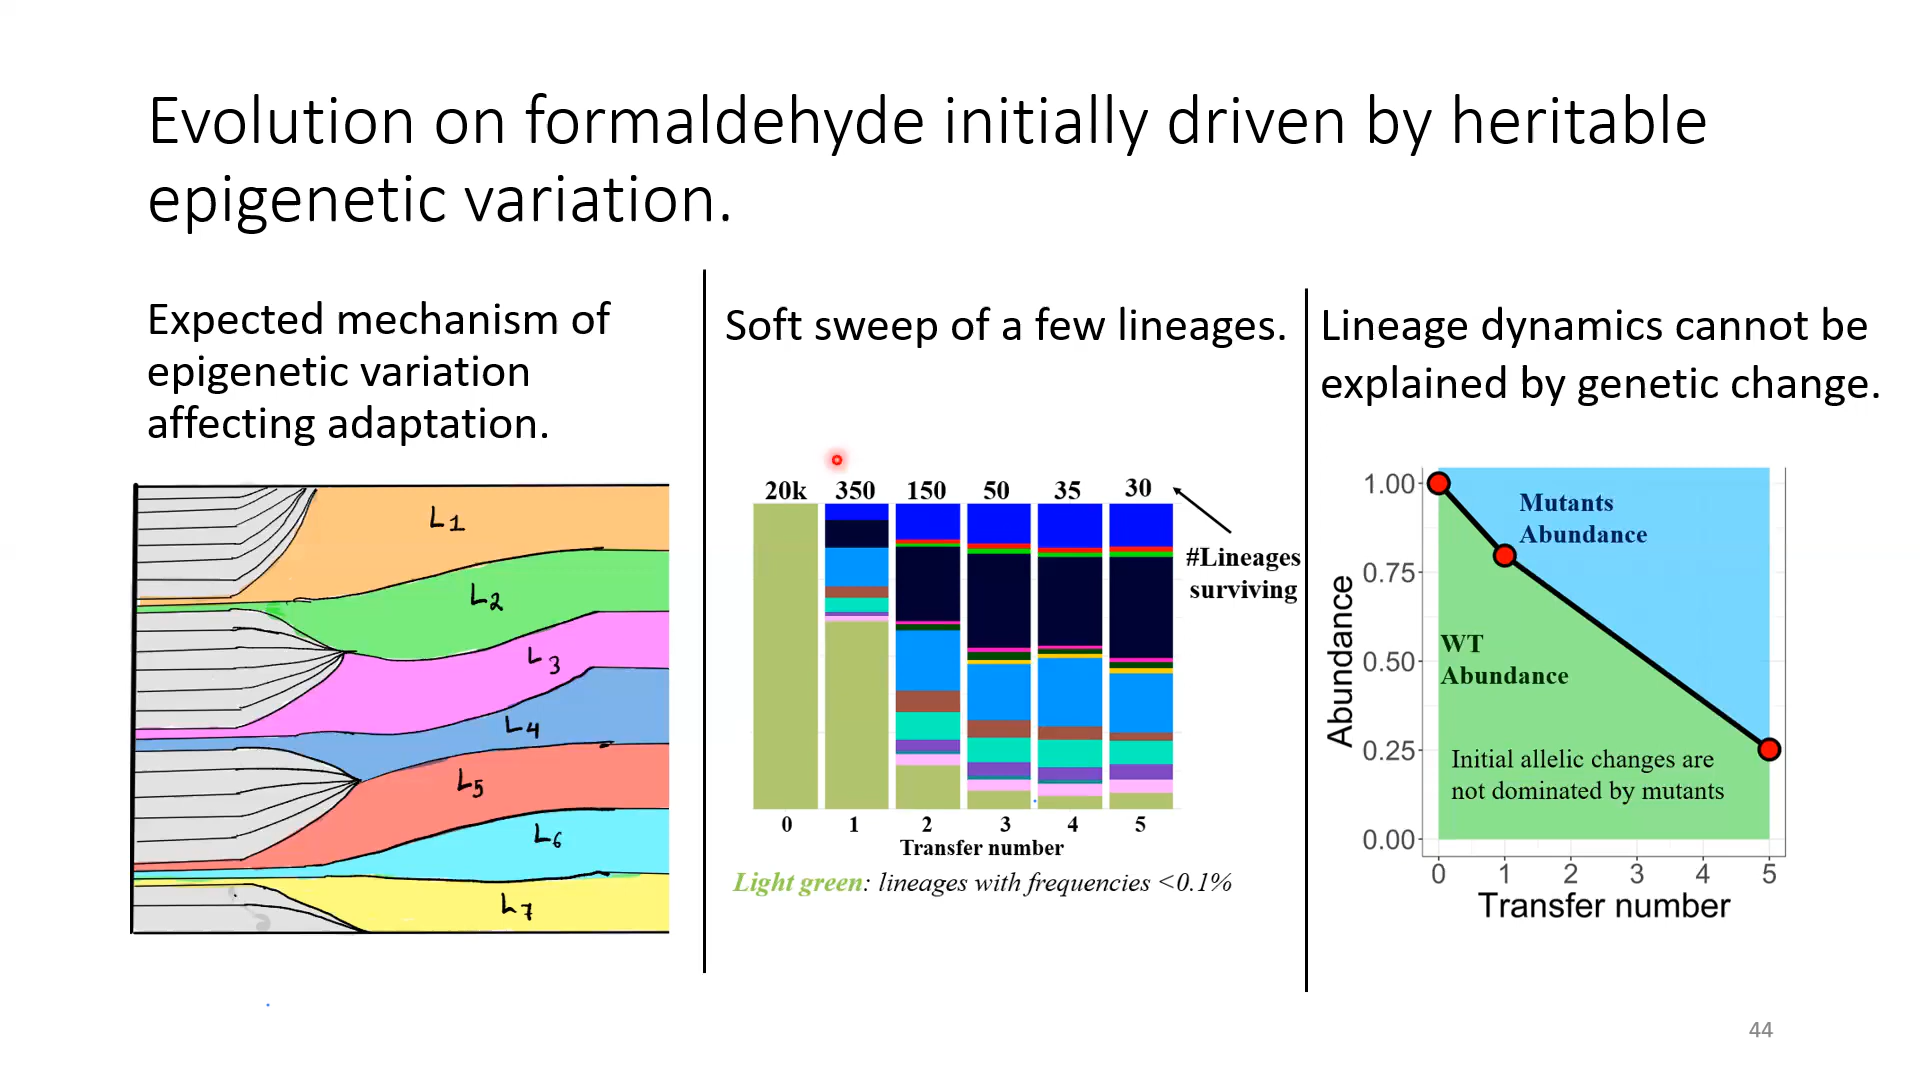 Evolution on formaldehyde initially driven by heritable
epigenetic variation.
Expected mechanism of
epigenetic variation
affecting adaptation.
L1
L2
L3
L4
L5
L6
L7
Soft sweep of a few lineages.
20k 350 150 50 35 30
#Lineages
surviving
0 1 2 3 4 5
Transfer number
Light green: lineages with frequencies <0.1%
Lineage dynamics cannot be
explained by genetic change.
Abundance
1.00
0.75
0.50
0.25
0.00
Mutants
Abundance
WT
Abundance
Initial allelic changes are
not dominated by mutants
0 1 2 3 4 5
Transfer number
44